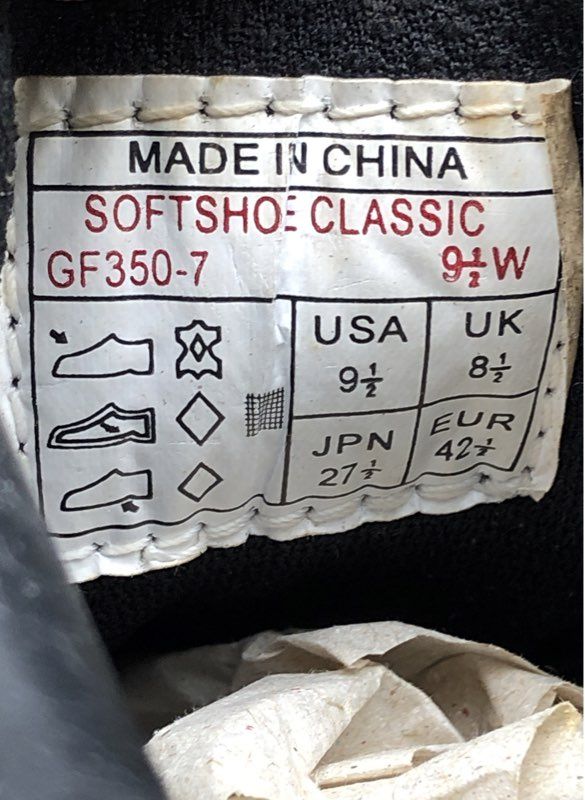 MADE IN CHINA
SOFTSHOE CLASSIC
GF350-7 9½W
USA
9½
UK
8½
JPN
27½
EUR
42½